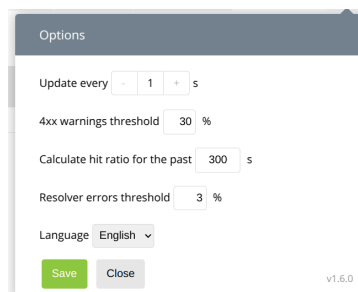 Options
Update every - 1 + s
4xx warnings threshold 30 %
Calculate hit ratio for the past 300 s
Resolver errors threshold 3 %
Language English
Save Close
v1.6.0